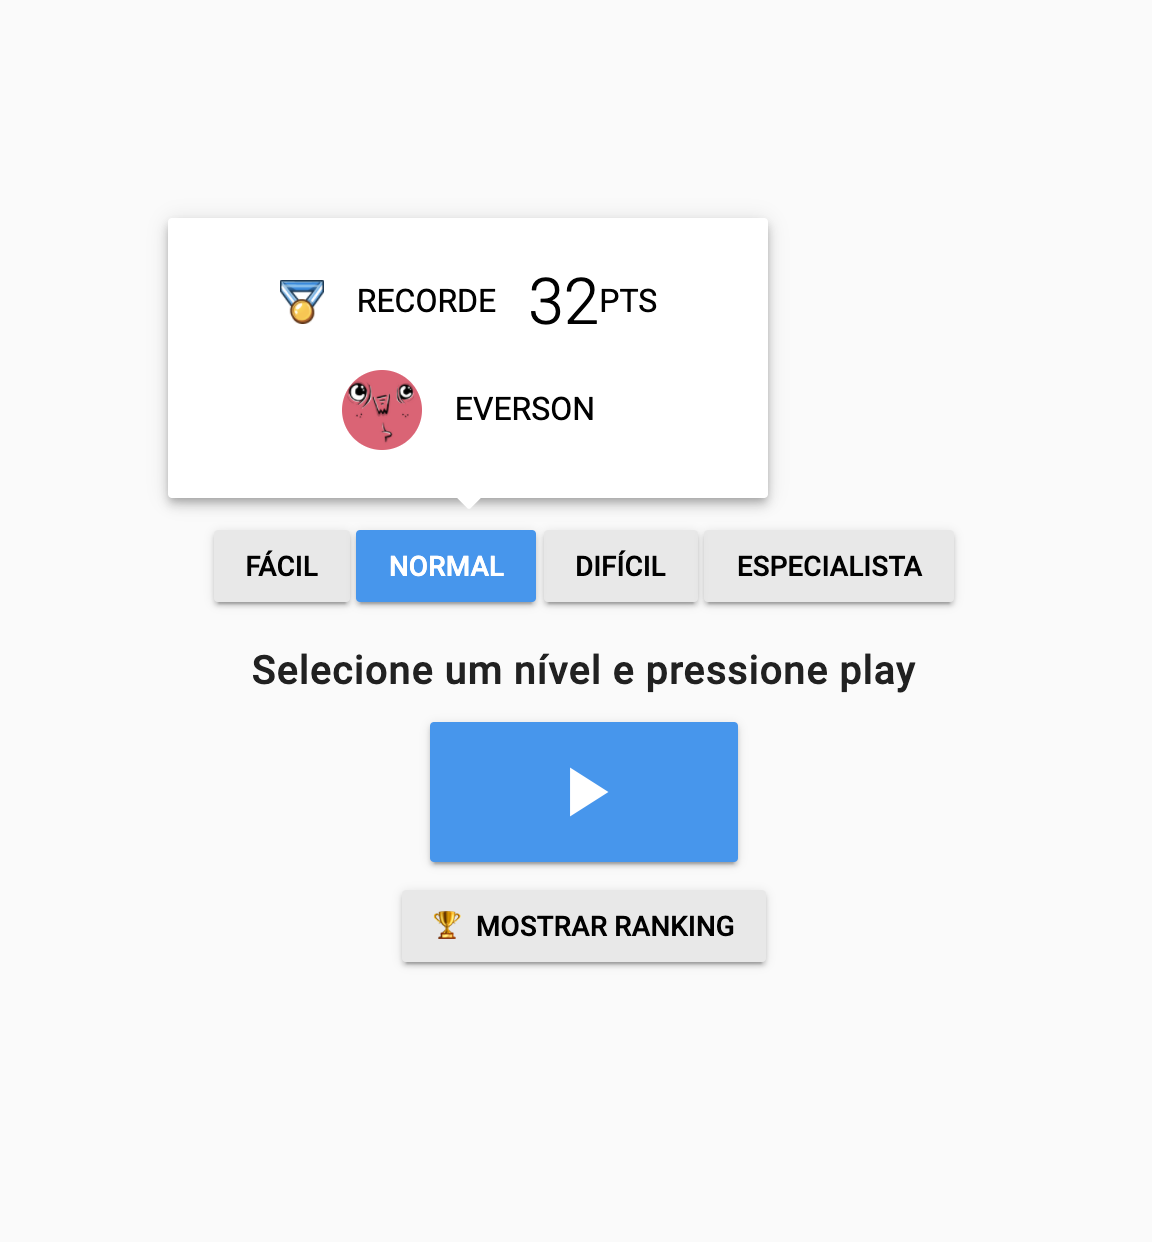 RECORDE 32PTS
EVERSON
FÁCIL NORMAL DIFÍCIL ESPECIALISTA
Selecione um nível e pressione play
MOSTRAR RANKING